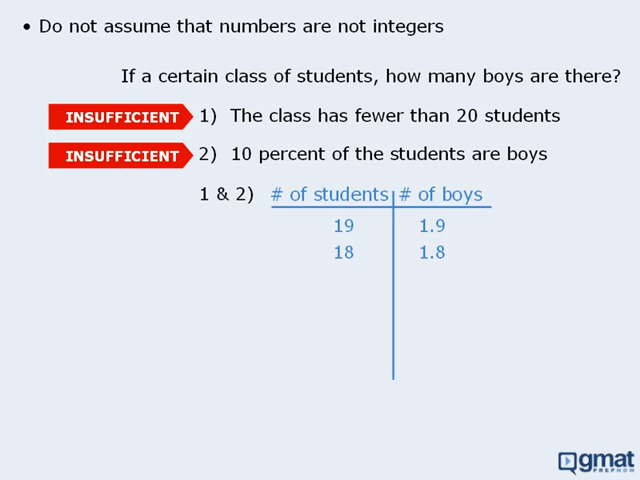 • Do not assume that numbers are not integers
If a certain class of students, how many boys are there?
INSUFFICIENT 1) The class has fewer than 20 students
INSUFFICIENT 2) 10 percent of the students are boys
1 & 2) # of students # of boys
19 1.9
18 1.8
gmat
PREPNOW